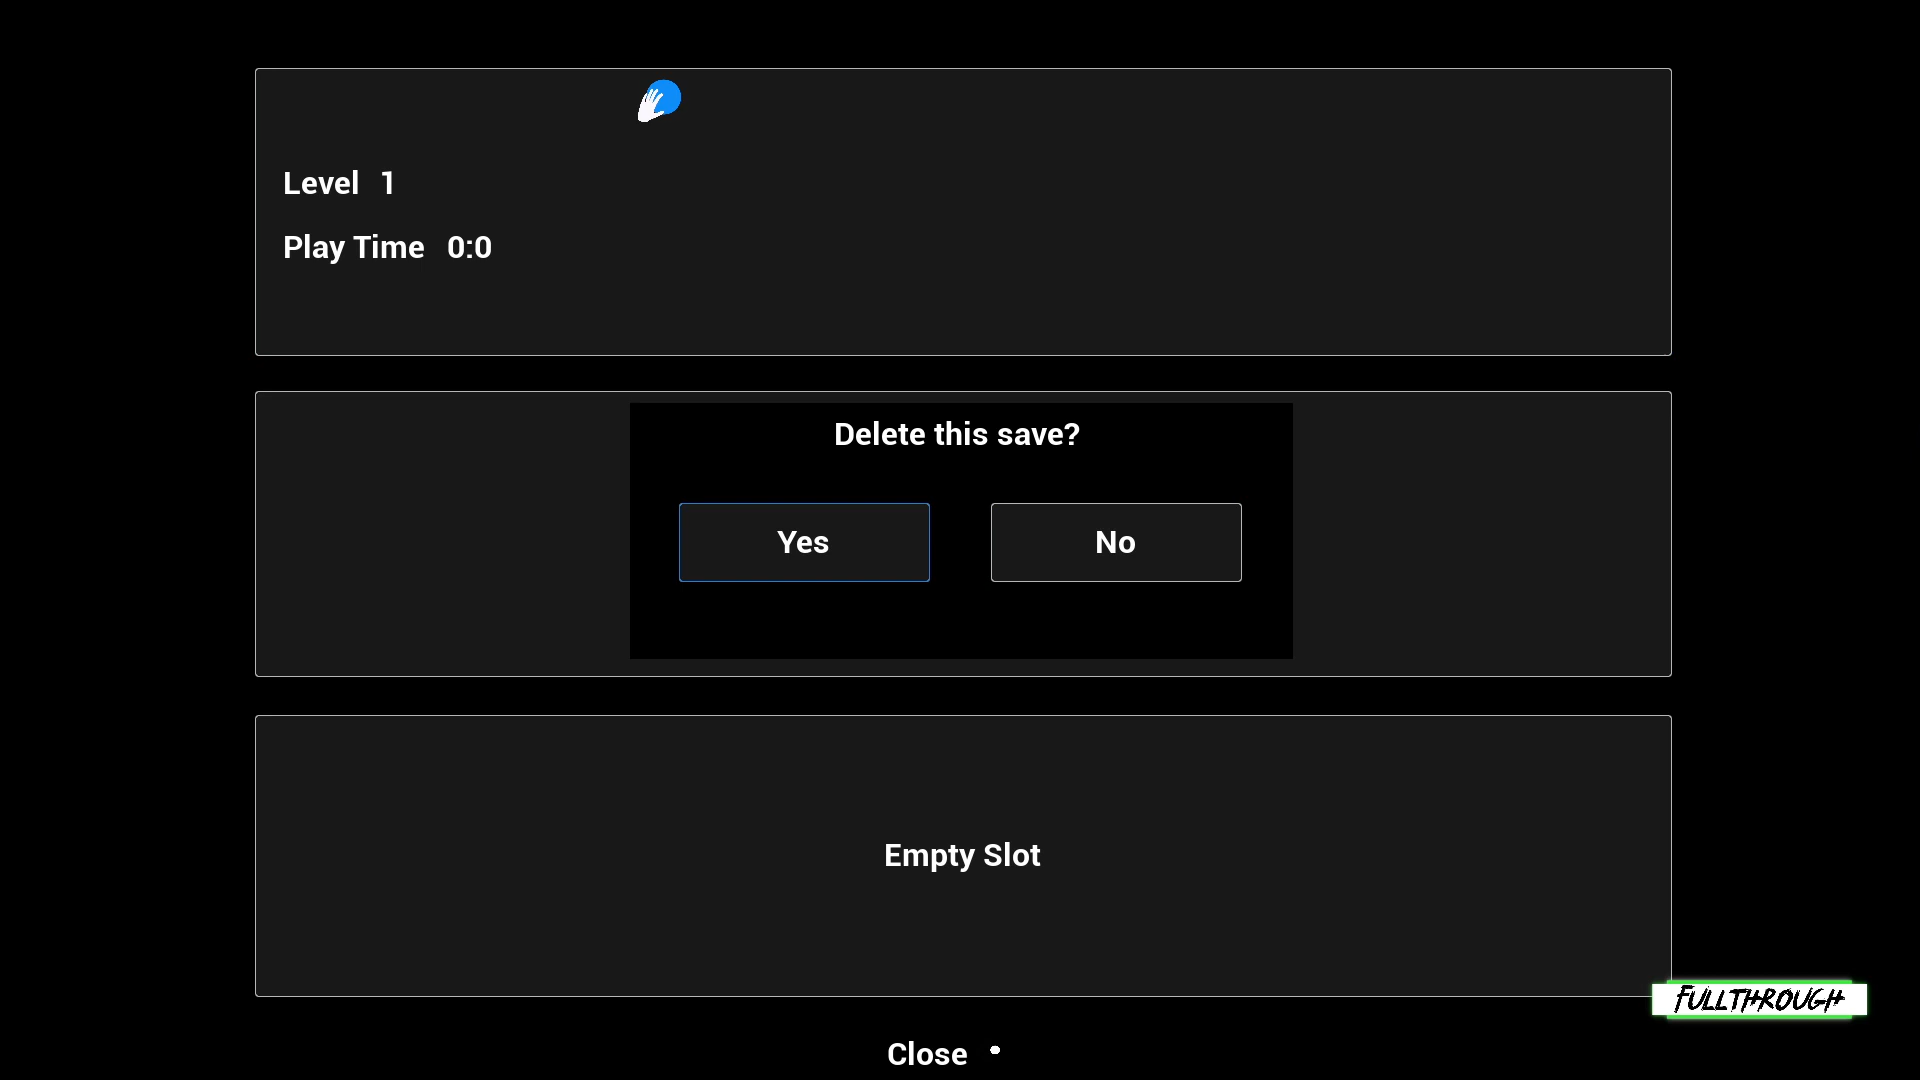 Level 1
Play Time 0:0
Delete this save?
Yes No
Empty Slot
FULLTHROUGH
Close